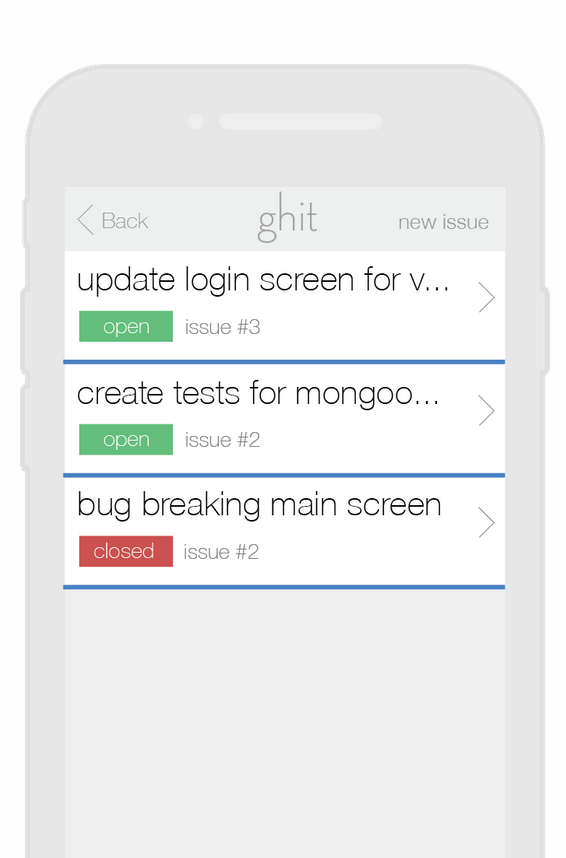 Back ghit new issue
update login screen for v...
open issue #3
create tests for mongoo...
open issue #2
bug breaking main screen
closed issue #2